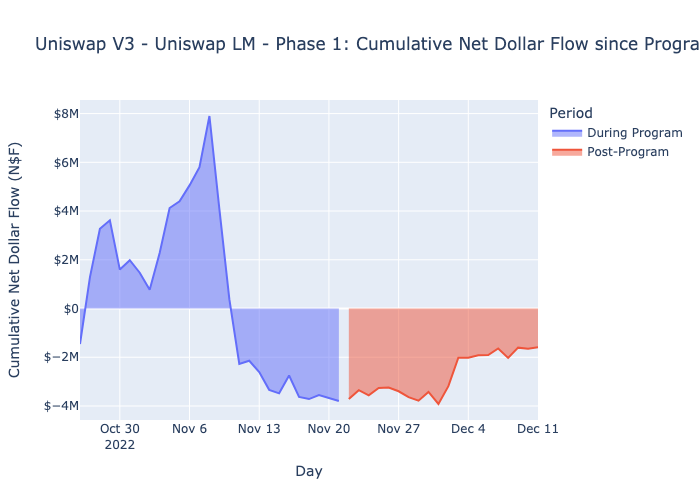 Uniswap V3 - Uniswap LM - Phase 1: Cumulative Net Dollar Flow since Progra
Period
During Program
Post-Program
Cumulative Net Dollar Flow (N$F)
$8M
$6M
$4M
$2M
$0
$−2M
$−4M
Oct 30
2022
Nov 6
Nov 13
Nov 20
Nov 27
Dec 4
Dec 11
Day